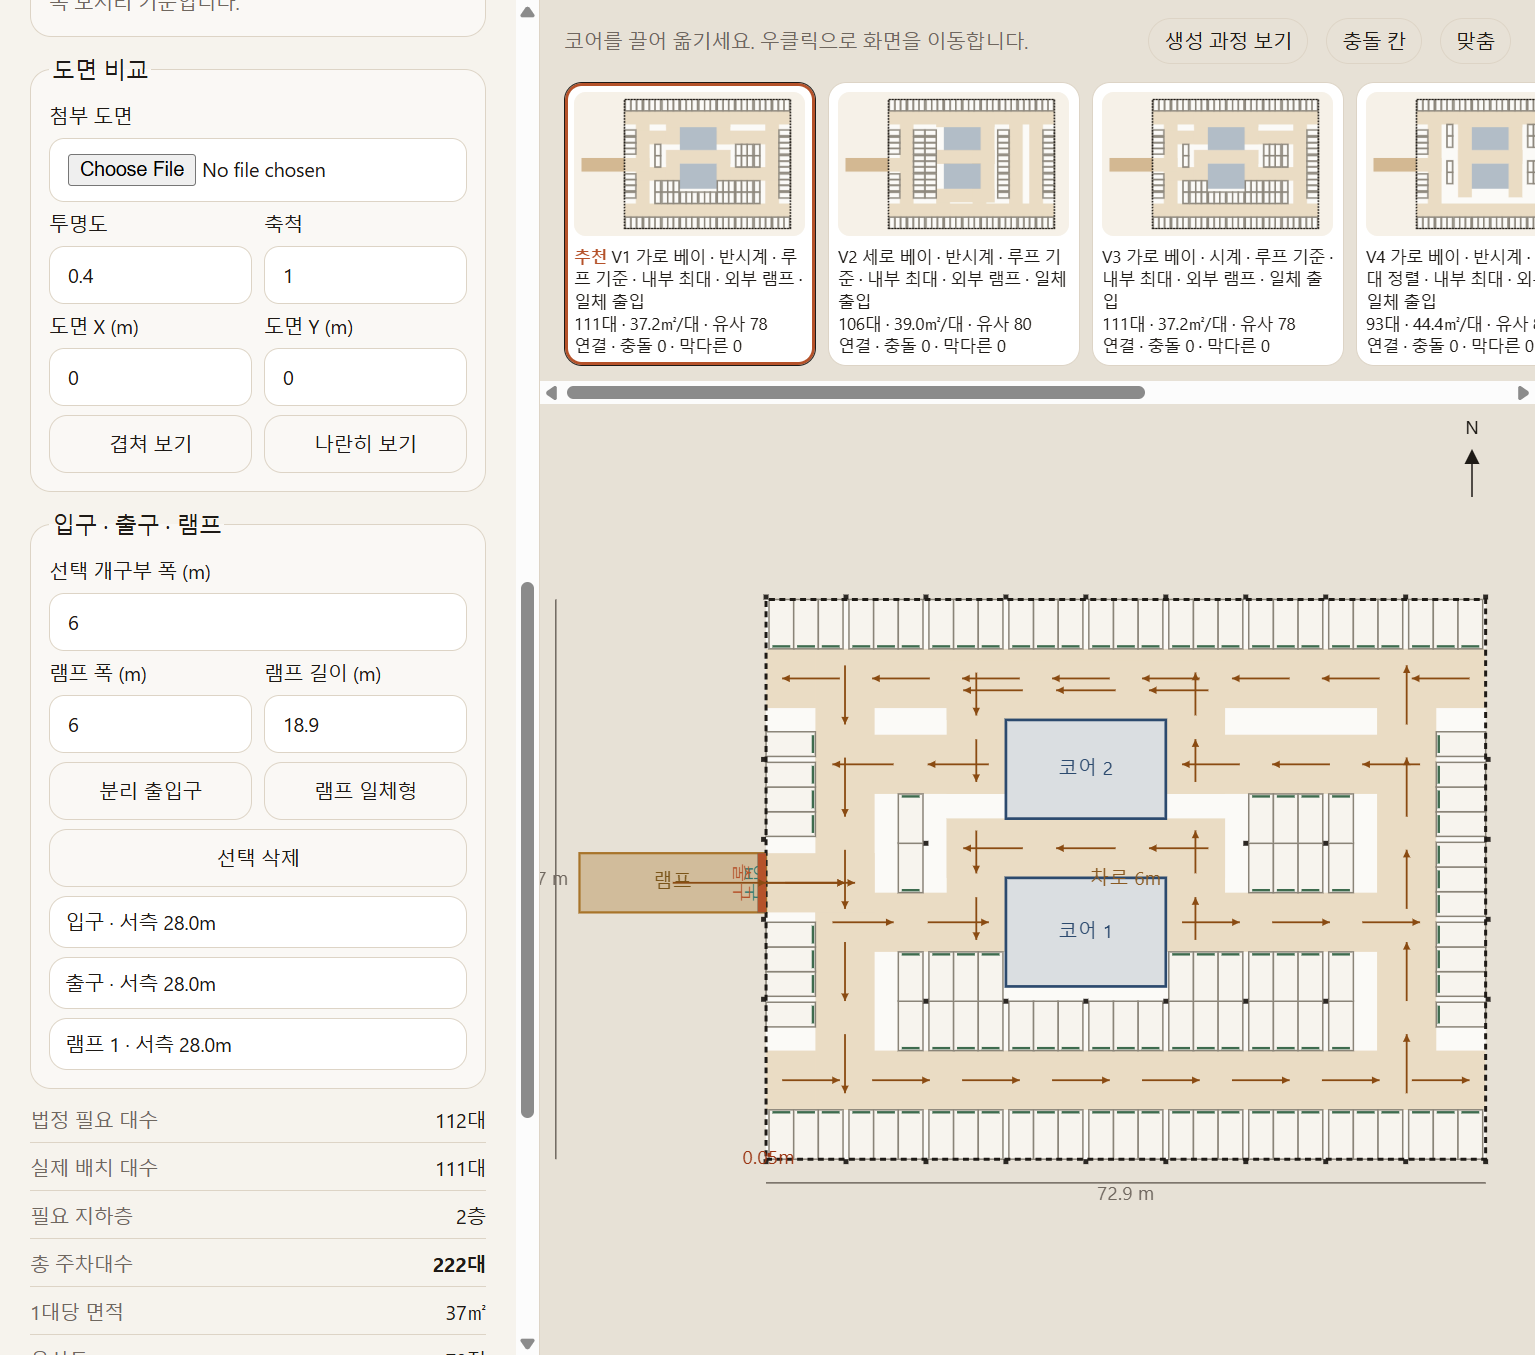 도면 비교
첨부 도면
Choose File No file chosen
투명도
축척
0.4
1
도면 X (m)
도면 Y (m)
0
0
겹쳐 보기
나란히 보기
입구 · 출구 · 램프
선택 개구부 폭 (m)
6
램프 폭 (m)
램프 길이 (m)
6
18.9
분리 출입구
램프 일체형
선택 삭제
입구 · 서측 28.0m
출구 · 서측 28.0m
램프 1 · 서측 28.0m
법정 필요 대수 112대
실제 배치 대수 111대
필요 지하층 2층
총 주차대수 222대
1대당 면적 37㎡
코어를 끌어 옮기세요. 우클릭으로 화면을 이동합니다.
생성 과정 보기
충돌 칸
맞춤
추천 V1 가로 베이 · 반시계 · 루
프 기준 · 내부 최대 · 외부 램프 ·
일체 출입
111대 · 37.2㎡/대 · 유사 78
연결 · 충돌 0 · 막다른 0
V2 세로 베이 · 반시계 · 루프 기
준 · 내부 최대 · 외부 램프 · 일체
출입
106대 · 39.0㎡/대 · 유사 80
연결 · 충돌 0 · 막다른 0
V3 가로 베이 · 시계 · 루프 기준 ·
내부 최대 · 외부 램프 · 일체 출
입
111대 · 37.2㎡/대 · 유사 78
연결 · 충돌 0 · 막다른 0
V4 가로 베이 · 반시계 ·
대 정렬 · 내부 최대 · 외
일체 출입
93대 · 44.4㎡/대 · 유사
연결 · 충돌 0 · 막다른 0
N
코어 2
7 m
램프
차로 6m
코어 1
0.05m
72.9 m